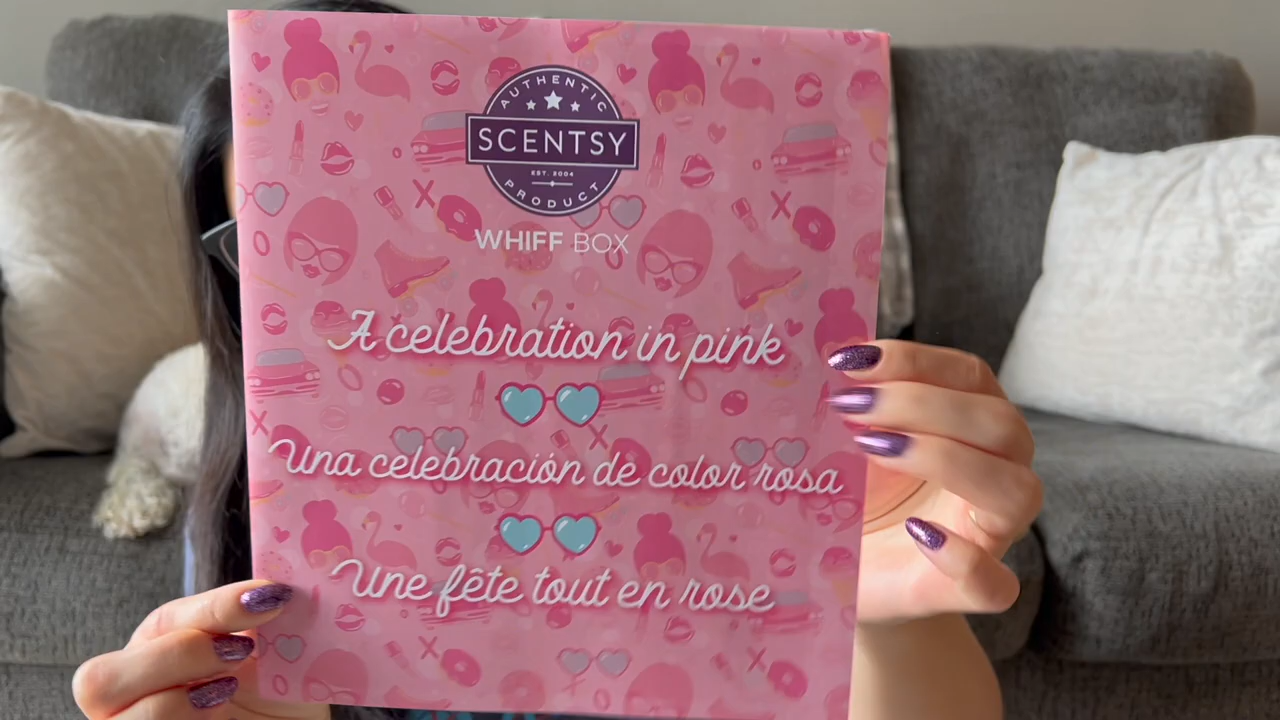 AUTHENTIC
SCENTSY
EST. 2004
PRODUCT
WHIFF BOX
A celebration in pink
Una celebración de color rosa
Une fête tout en rose